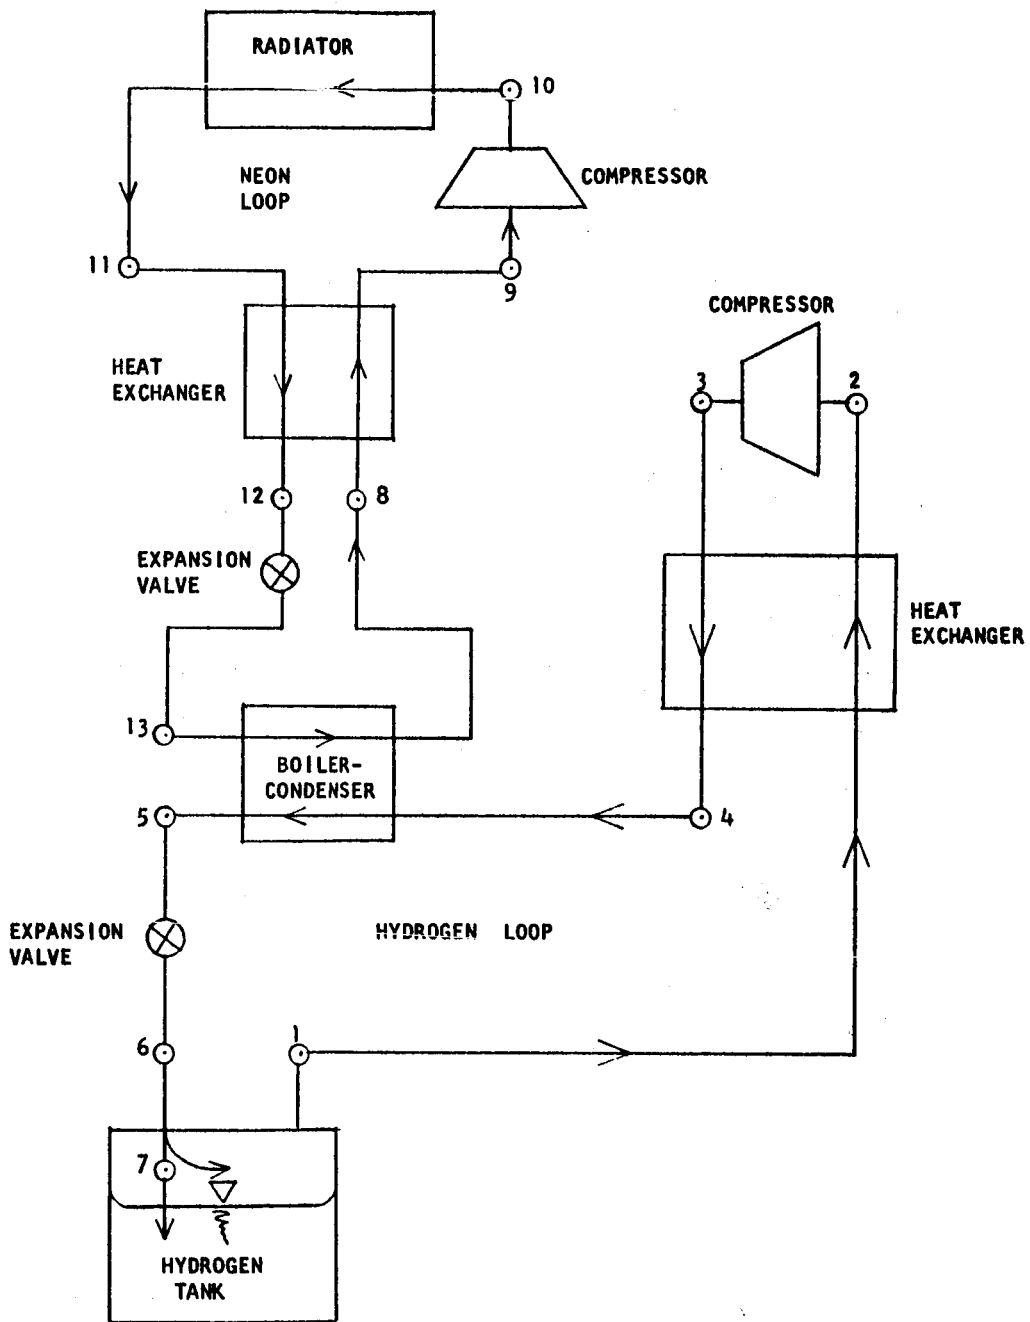 RADIATOR
10
NEON
LOOP
COMPRESSOR
11
9
COMPRESSOR
HEAT
EXCHANGER
3
2
12
8
EXPANSION
VALVE
HEAT
EXCHANGER
13
BOILER-
CONDENSER
5
4
EXPANSION
VALVE
HYDROGEN LOOP
6
1
7
HYDROGEN
TANK